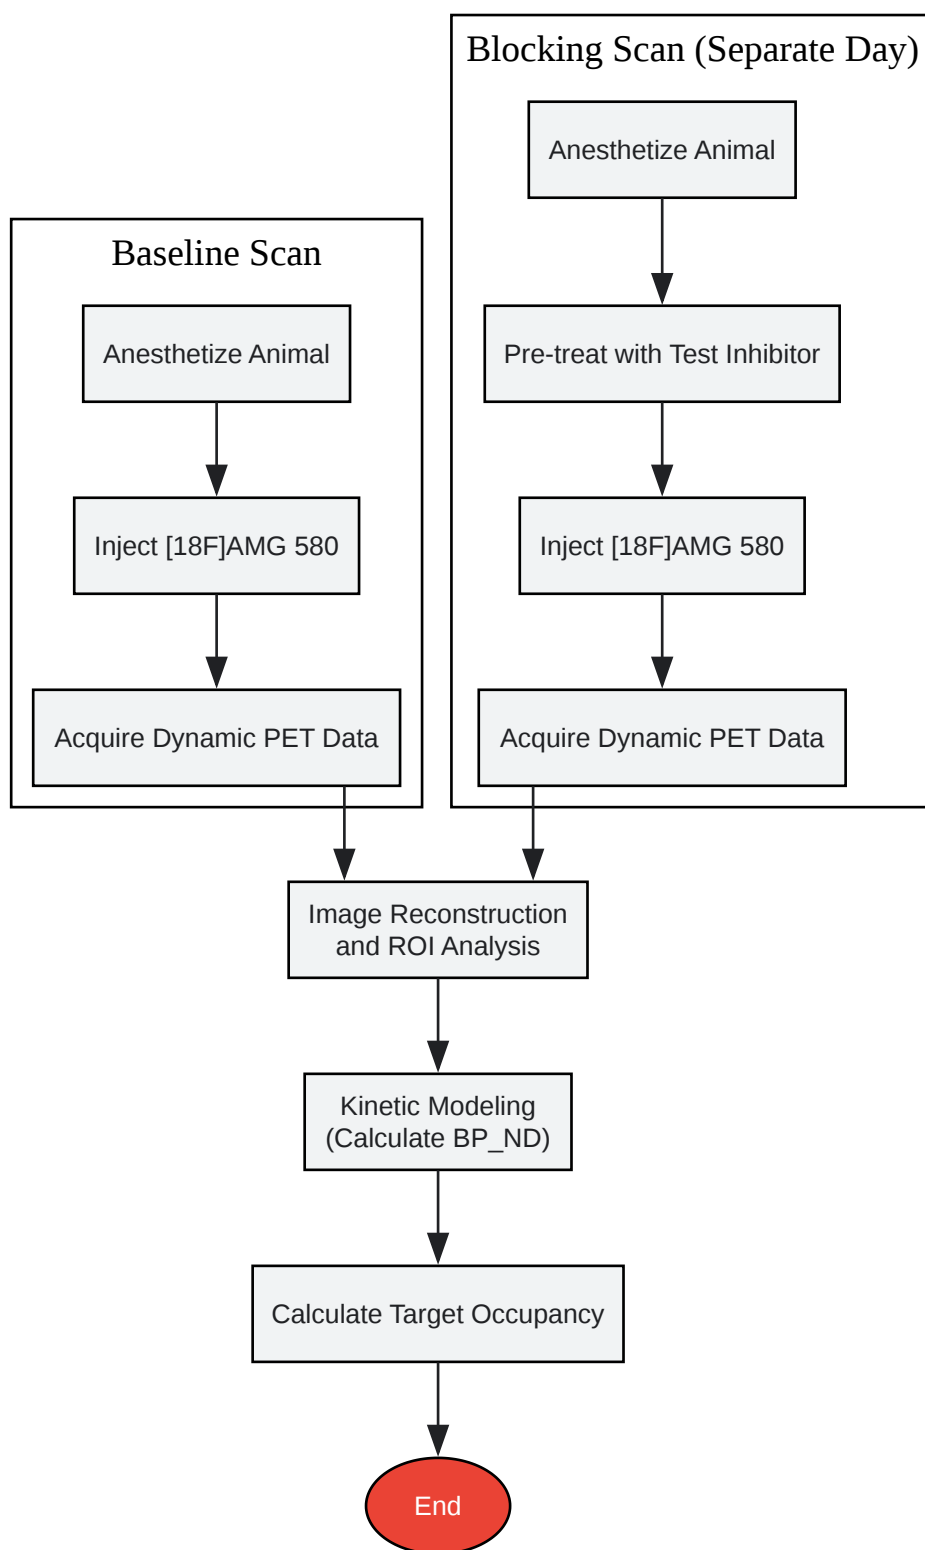 Baseline Scan
Anesthetize Animal
Inject [18F]AMG 580
Acquire Dynamic PET Data
Blocking Scan (Separate Day)
Anesthetize Animal
Pre-treat with Test Inhibitor
Inject [18F]AMG 580
Acquire Dynamic PET Data
Image Reconstruction
and ROI Analysis
Kinetic Modeling
(Calculate BP_ND)
Calculate Target Occupancy
End